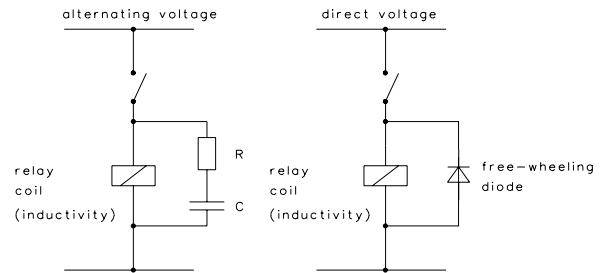 alternating voltage
relay
coil
(inductivity)
R
C
direct voltage
relay
coil
(inductivity)
free-wheeling
diode